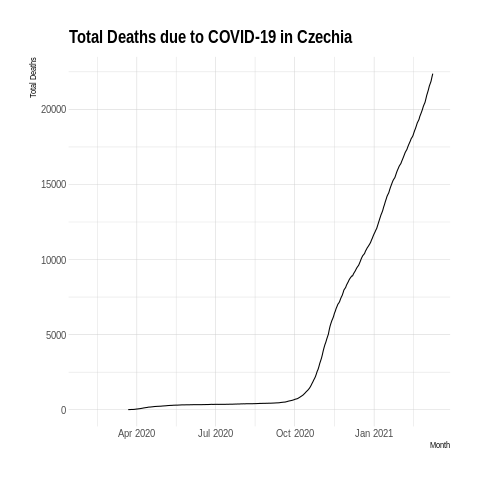 Total Deaths due to COVID-19 in Czechia
Total Deaths
20000
15000
10000
5000
0
Apr 2020 Jul 2020 Oct 2020 Jan 2021
Month